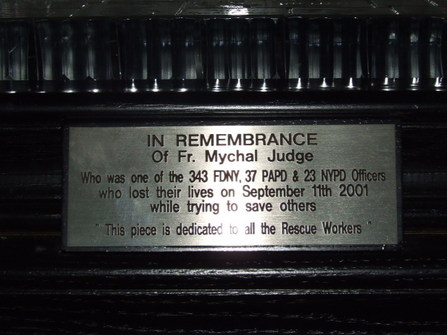 IN REMEMBRANCE
Of Fr. Mychal Judge
Who was one of the 343 FDNY, 37 PAPD & 23 NYPD Officers
who lost their lives on September 11th 2001
while trying to save others
"This piece is dedicated to all the Rescue Workers"